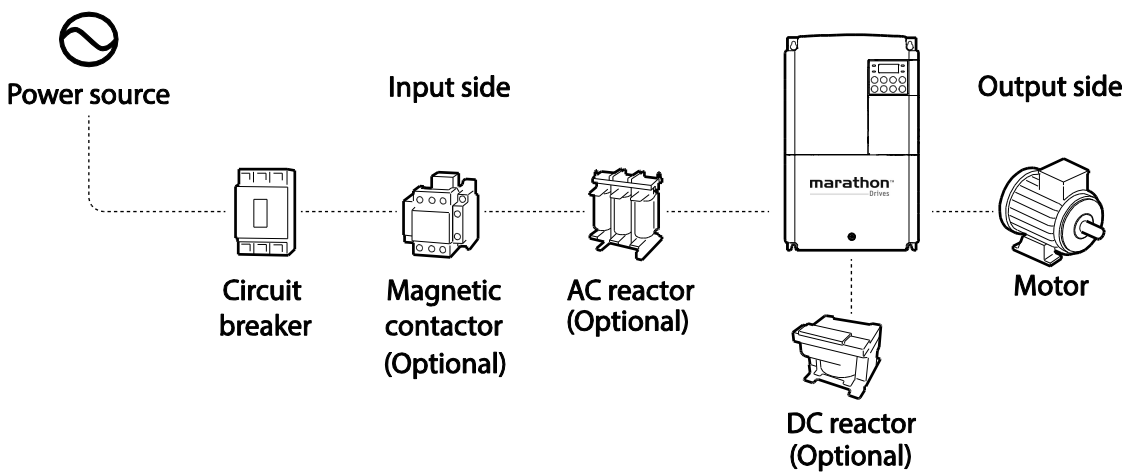 Power source
Input side
Output side
marathon™
Drives
Circuit
breaker
Magnetic
contactor
(Optional)
AC reactor
(Optional)
Motor
DC reactor
(Optional)